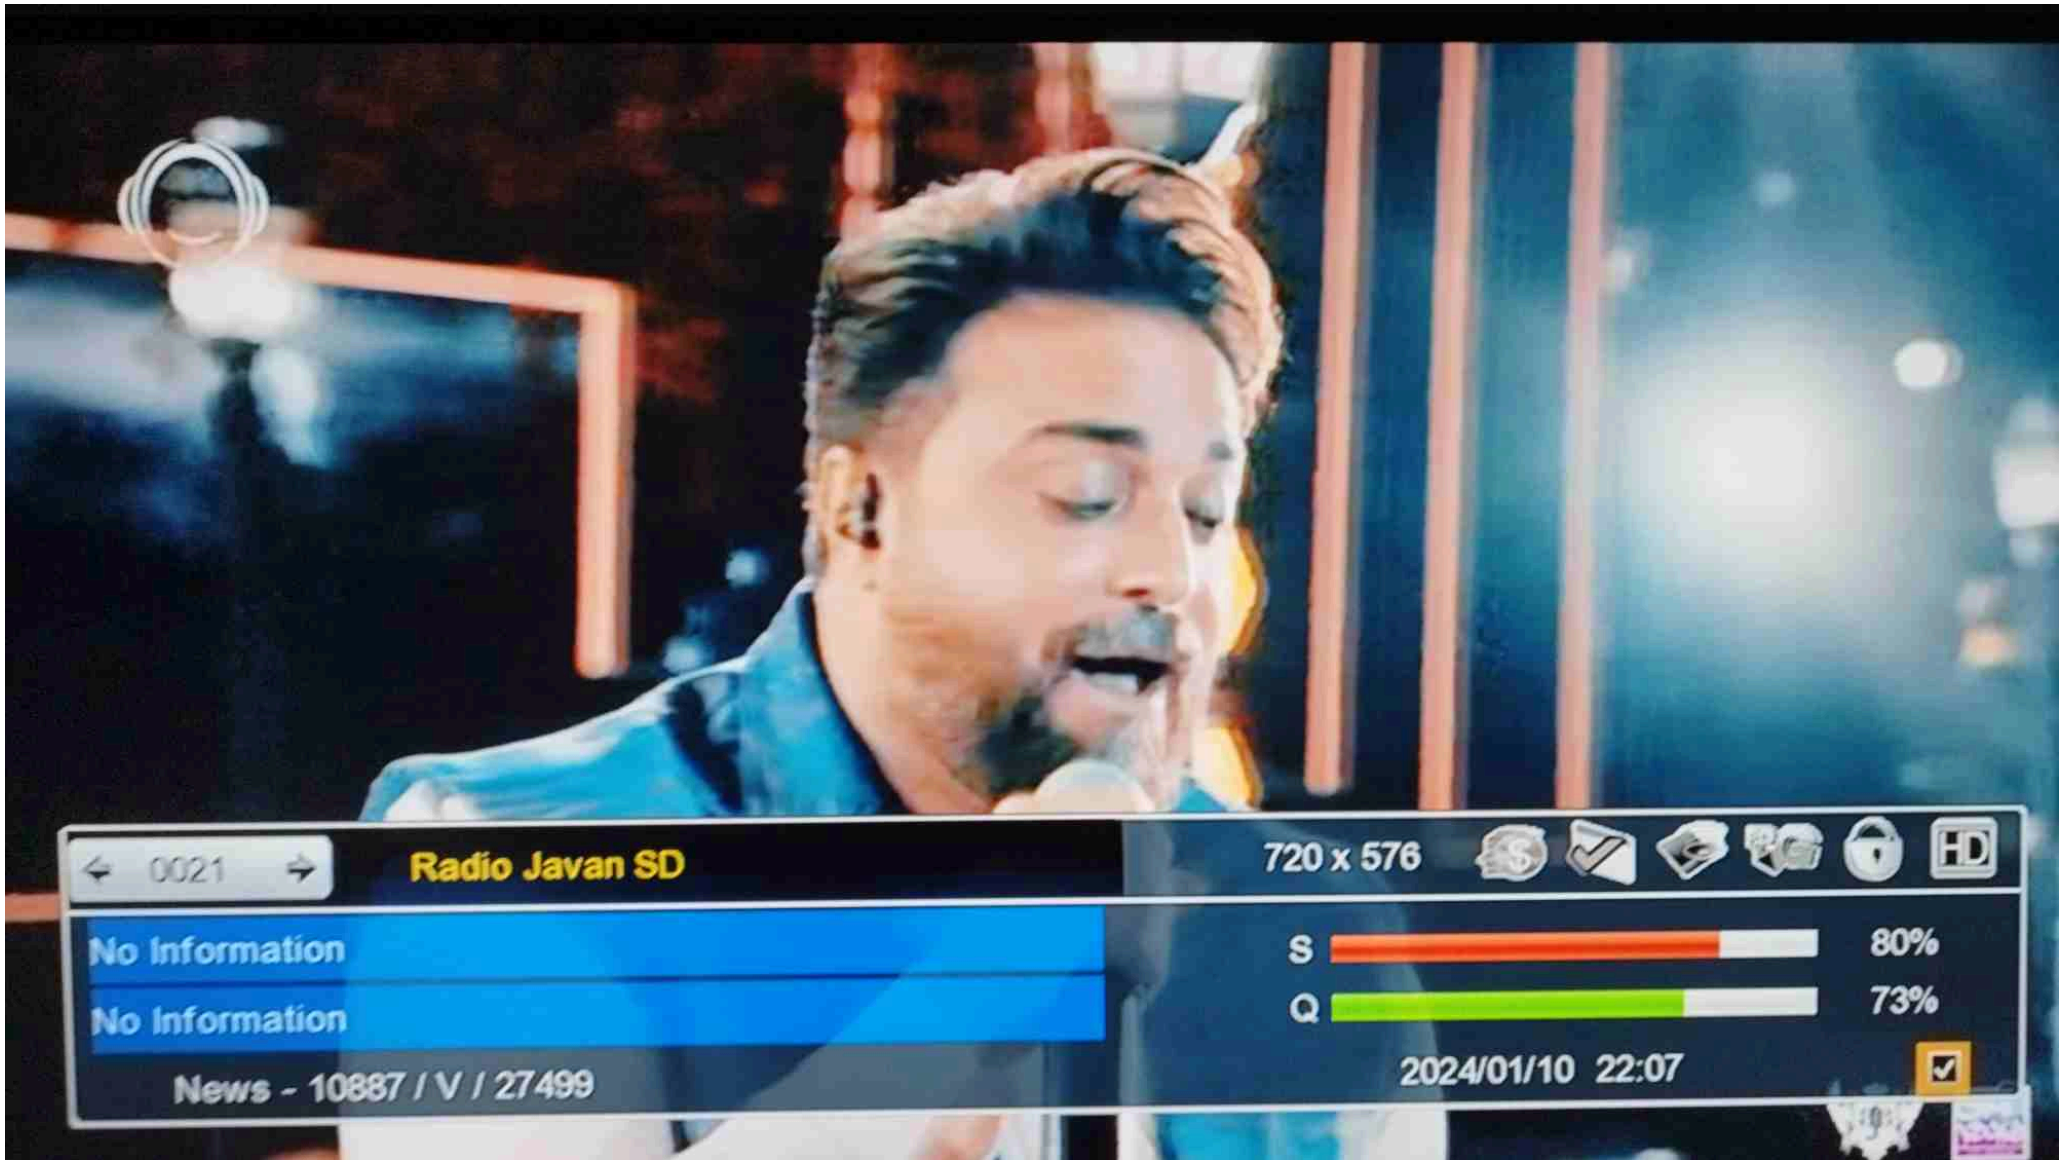 0021
Radio Javan SD
720 x 576
HD
No Information
S 80%
No Information
Q 73%
News - 10887 / V / 27499
2024/01/10 22:07